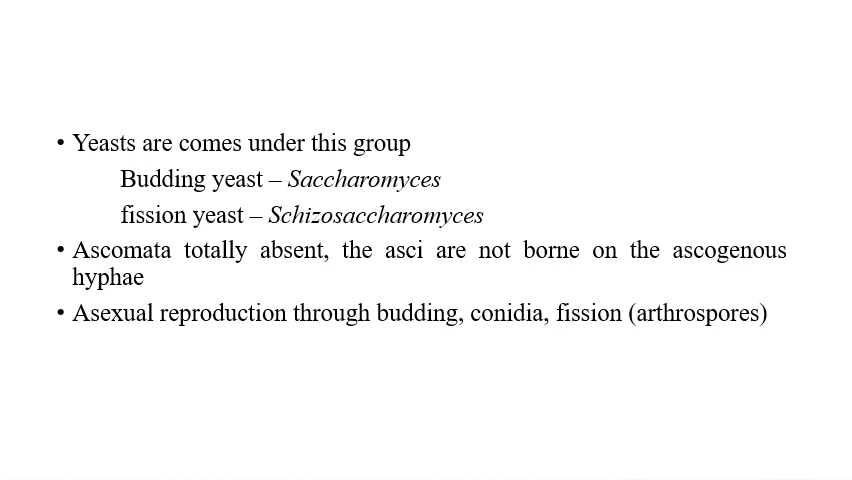 • Yeasts are comes under this group
Budding yeast – Saccharomyces
fission yeast – Schizosaccharomyces
• Ascomata totally absent, the asci are not borne on the ascogenous
hyphae
• Asexual reproduction through budding, conidia, fission (arthrospores)